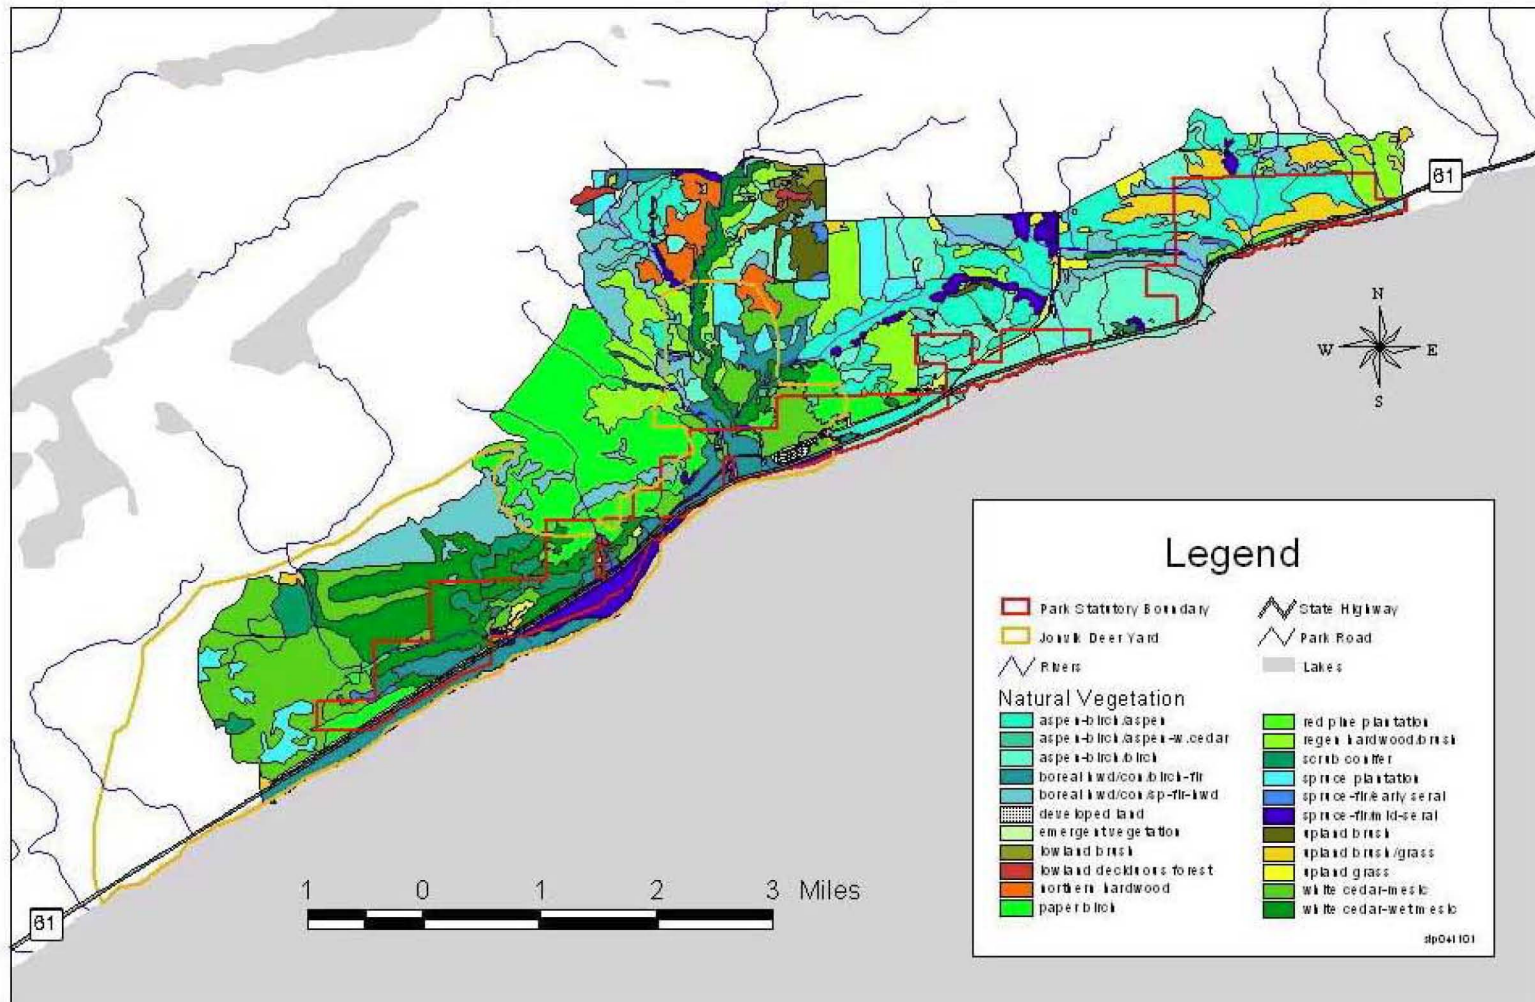 61
N
W E
S
Legend
Park Statutory Boundary
State Highway
Jonvik Deer Yard
Park Road
Rivers
Lakes
Natural Vegetation
aspen-birch/aspen
aspen-birch/aspen-w.cedar
aspen-birch/birch
boreal hwd/con/birch-fir
boreal hwd/con/sp-fir-hwd
developed land
emergent vegetation
lowland brush
lowland deciduous forest
northern hardwood
paper birch
red pine plantation
regen hardwood/brush
scrub conifer
spruce plantation
spruce-fir/early seral
spruce-fir/mid-seral
upland brush
upland brush/grass
upland grass
white cedar-mesic
white cedar-wet mesic
1 0 1 2 3 Miles
61
slp041101